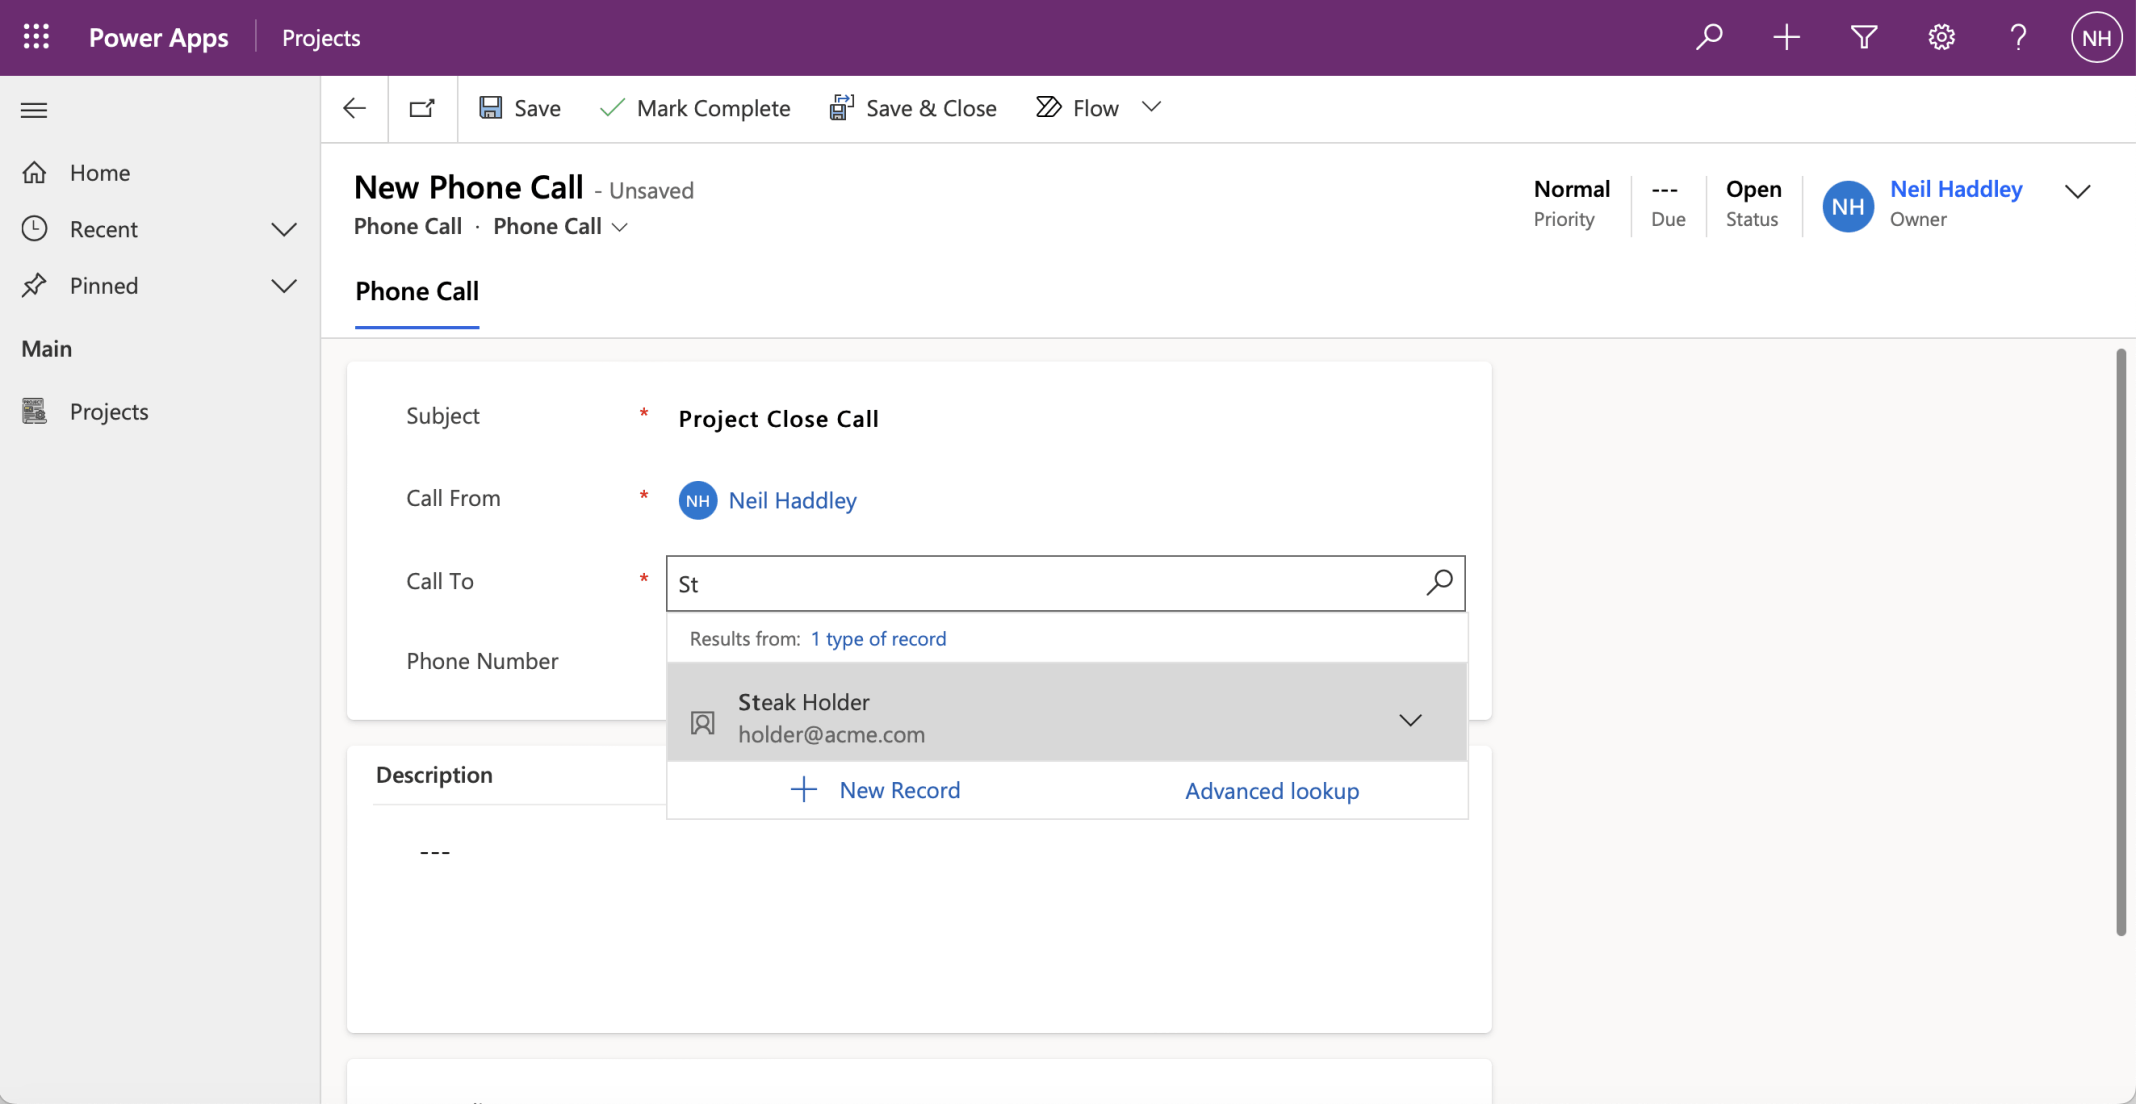 Power Apps Projects NH
Save Mark Complete Save & Close Flow
Home
Recent
Pinned
Main
Projects
New Phone Call - Unsaved
Phone Call · Phone Call
Normal
Priority
---
Due
Open
Status
NH Neil Haddley
Owner
Phone Call
Subject * Project Close Call
Call From * NH Neil Haddley
Call To * St
Results from: 1 type of record
Phone Number
Steak Holder
holder@acme.com
New Record Advanced lookup
Description
---